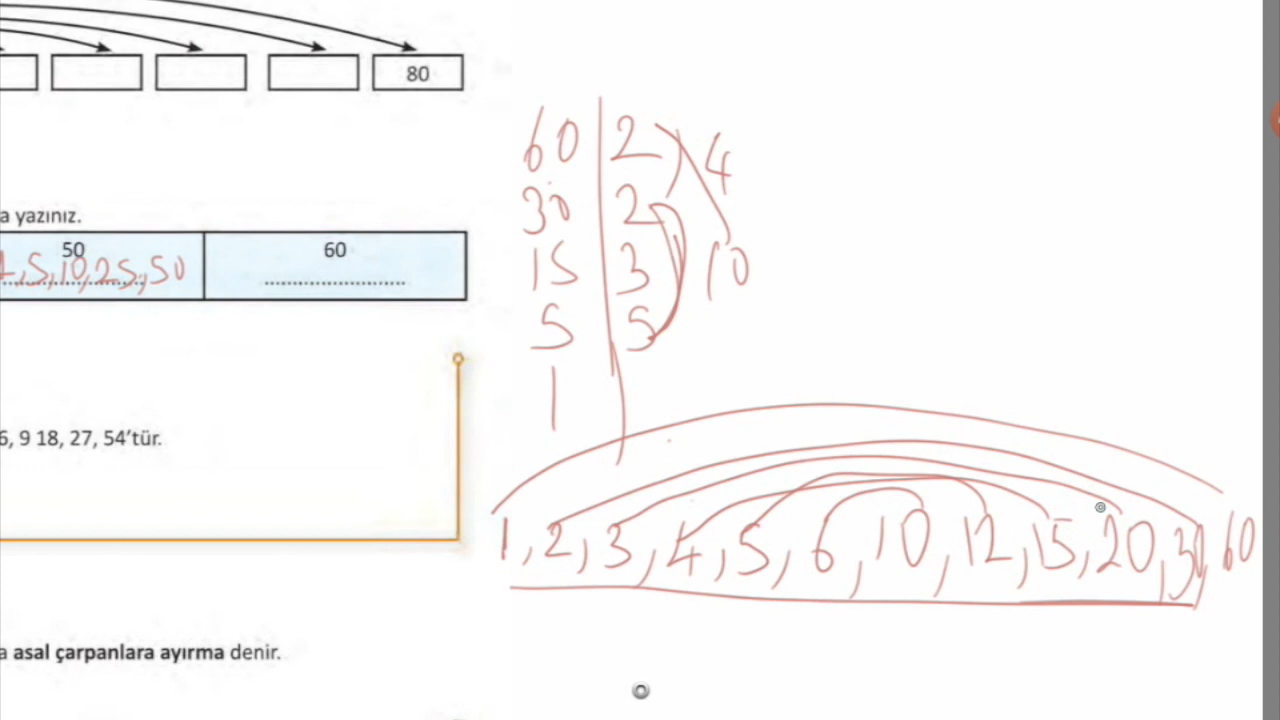 80
a yazınız.
50
60
,5,10,25,50
6, 9 18, 27, 54’tür.
a asal çarpanlara ayırma denir.
60 2
30 2
15 3
5 5
1
4
10
1, 2, 3, 4, 5, 6, 10, 12, 15, 20, 30, 60